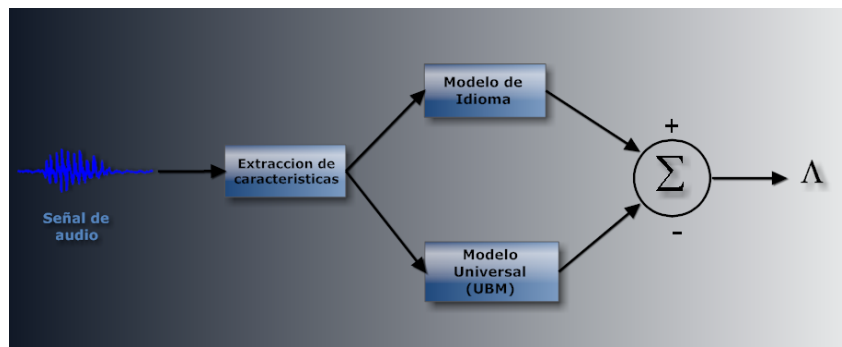 Señal de
audio
Extraccion de
caracteristicas
Modelo de
Idioma
Modelo
Universal
(UBM)
+
Σ
-
Λ